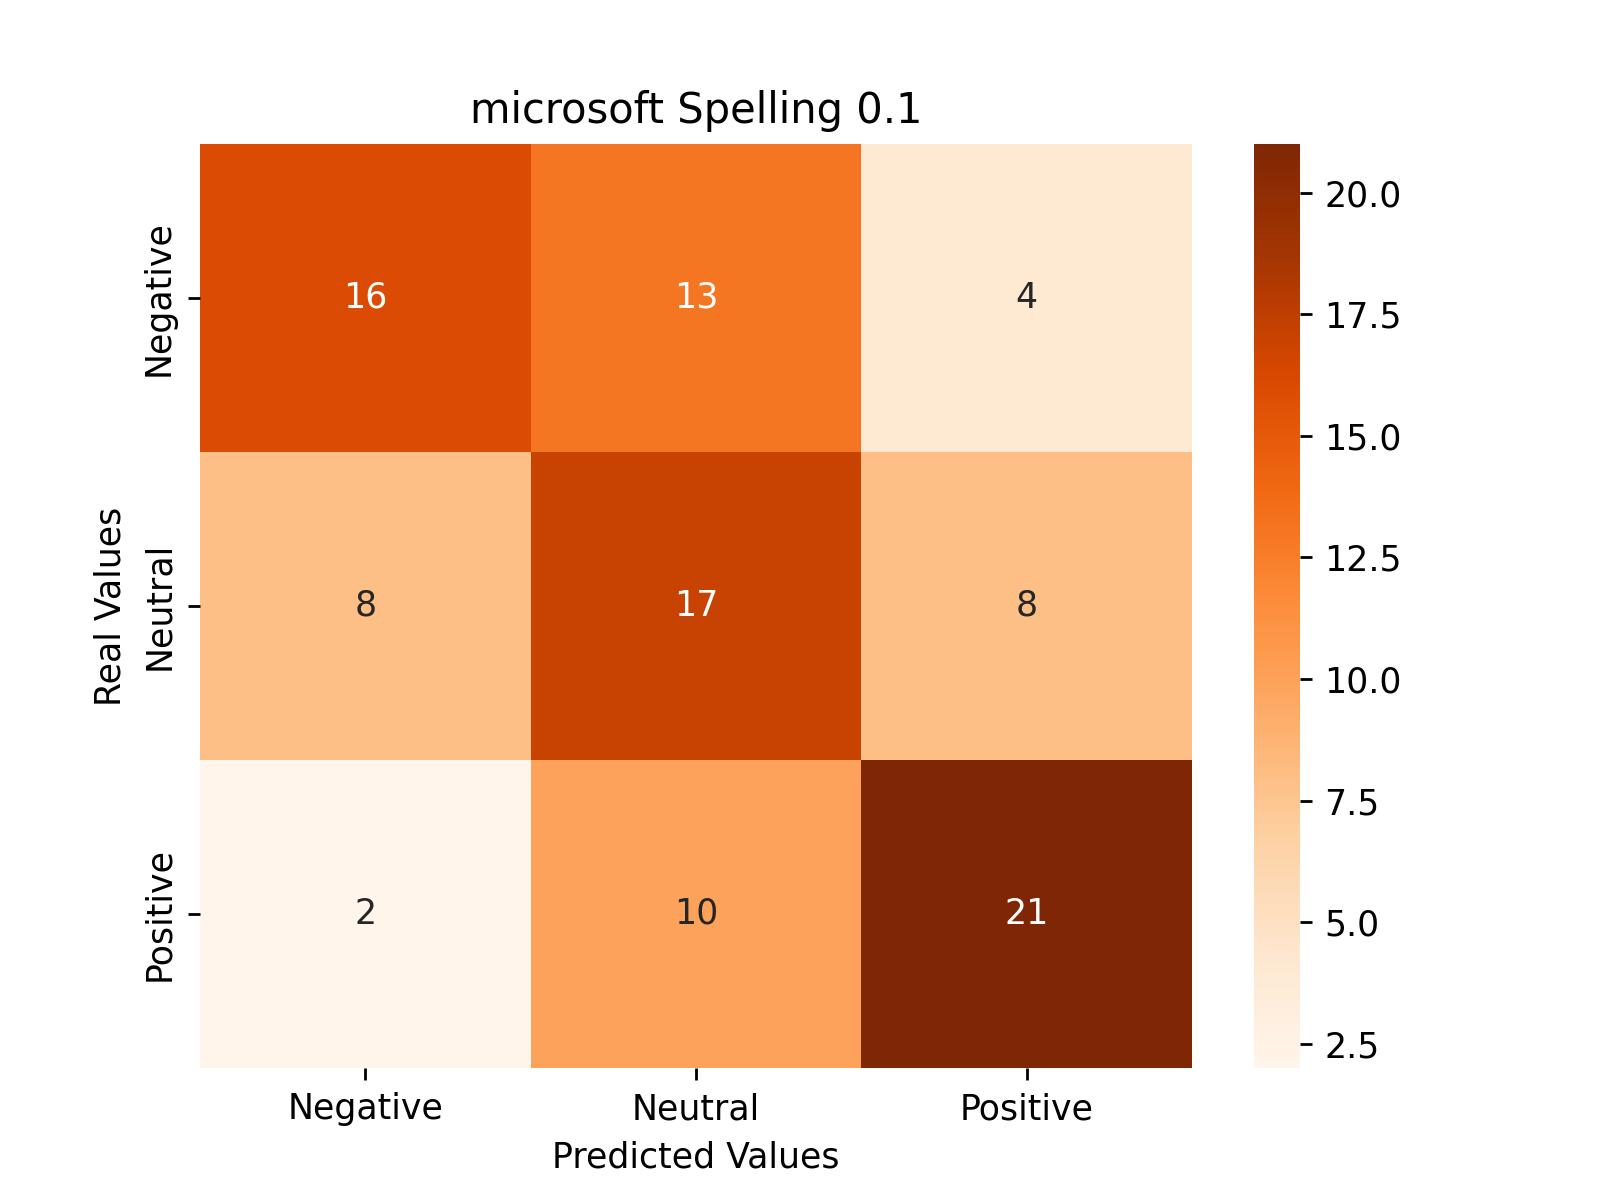 microsoft Spelling 0.1
Real Values
Negative
16 13 4
Neutral
8 17 8
Positive
2 10 21
Negative Neutral Positive
Predicted Values
20.0
17.5
15.0
12.5
10.0
7.5
5.0
2.5